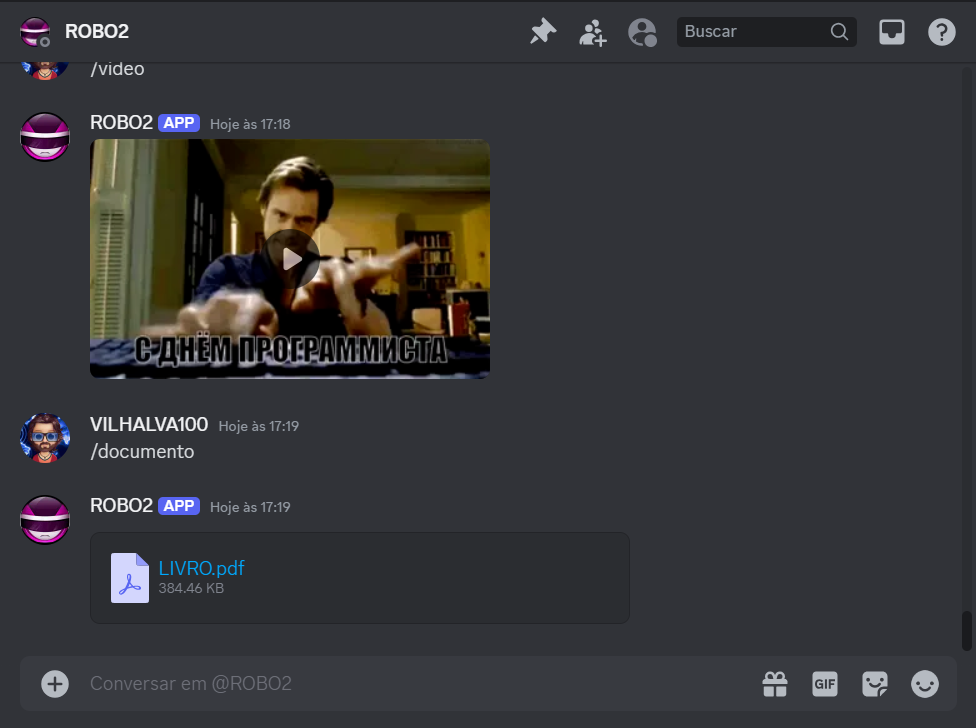 ROBO2
Buscar
/video
ROBO2 APP Hoje às 17:18
С ДНЁМ ПРОГРАММИСТА
VILHALVA100 Hoje às 17:19
/documento
ROBO2 APP Hoje às 17:19
LIVRO.pdf
384.46 KB
Conversar em @ROBO2
GIF